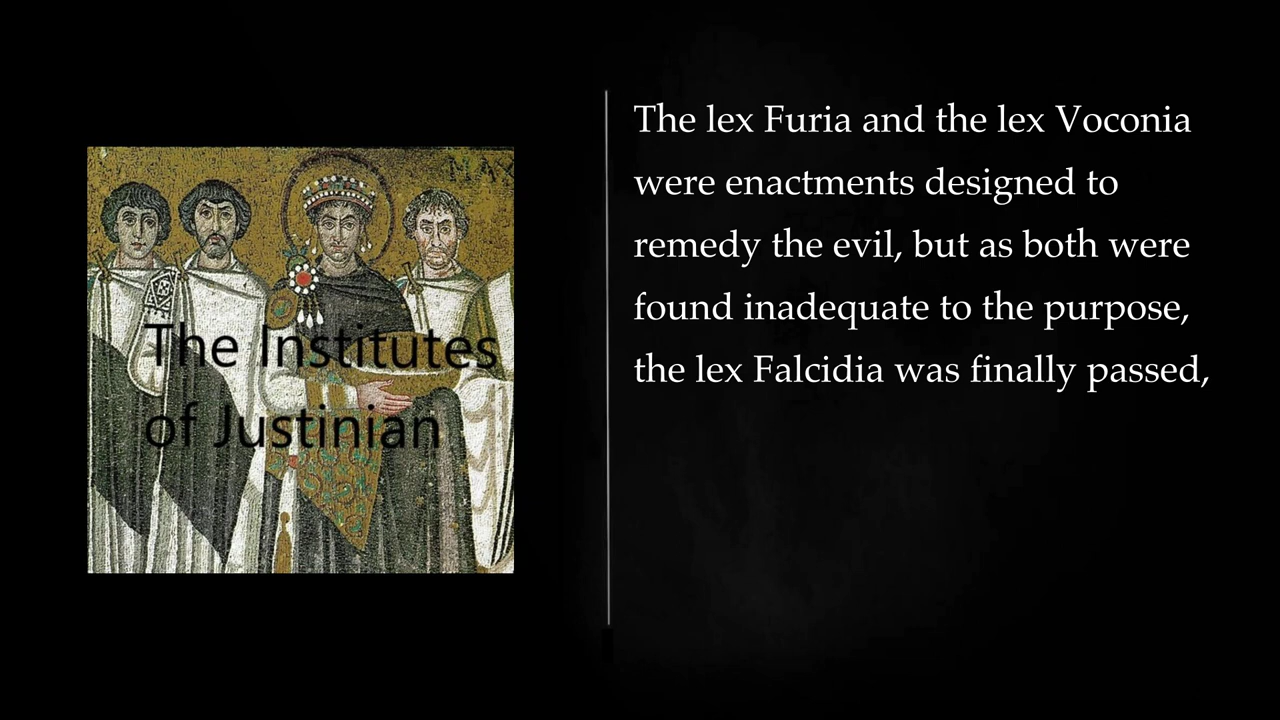 MAX
The Institutes
of Justinian
The lex Furia and the lex Voconia
were enactments designed to
remedy the evil, but as both were
found inadequate to the purpose,
the lex Falcidia was finally passed,